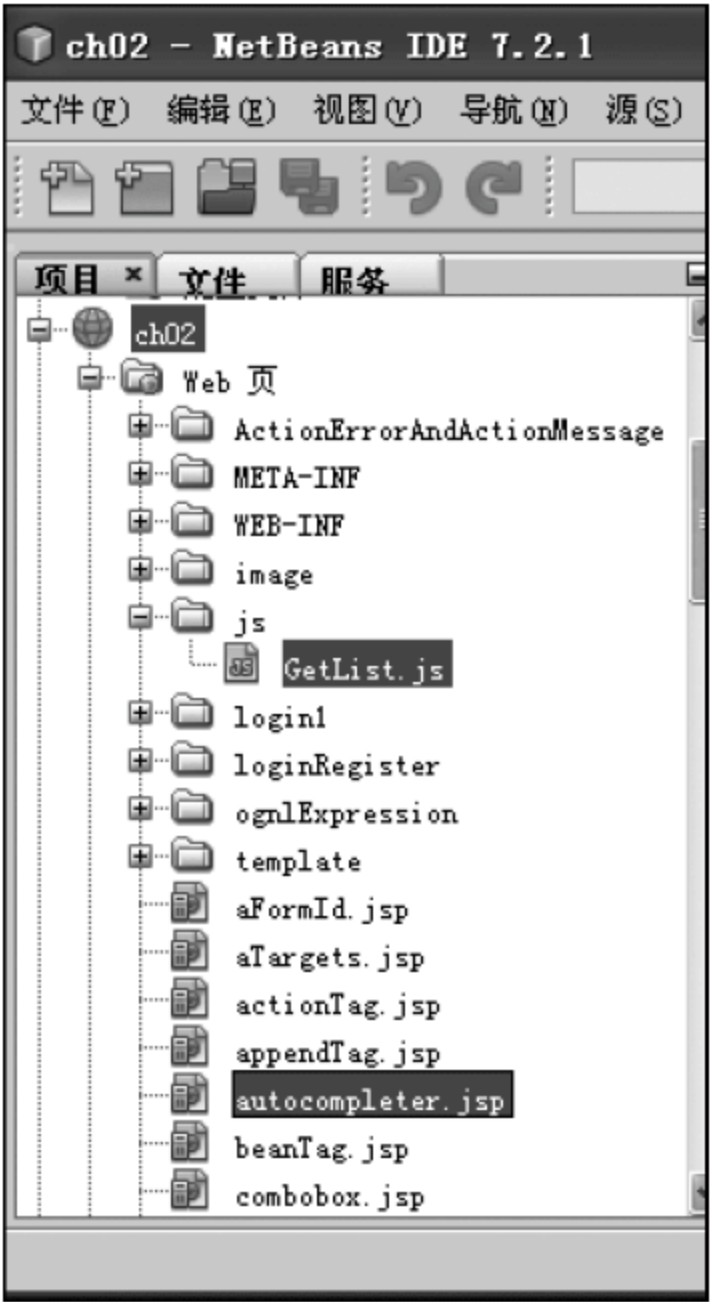 ch02 - NetBeans IDE 7.2.1
文件(F) 编辑(E) 视图(V) 导航(N) 源(S)
项目 × 文件 服务
ch02
Web 页
ActionErrorAndActionMessage
META-INF
WEB-INF
image
js
GetList.js
login1
loginRegister
ognlExpression
template
aFormId.jsp
aTargets.jsp
actionTag.jsp
appendTag.jsp
autocompleter.jsp
beanTag.jsp
combobox.jsp